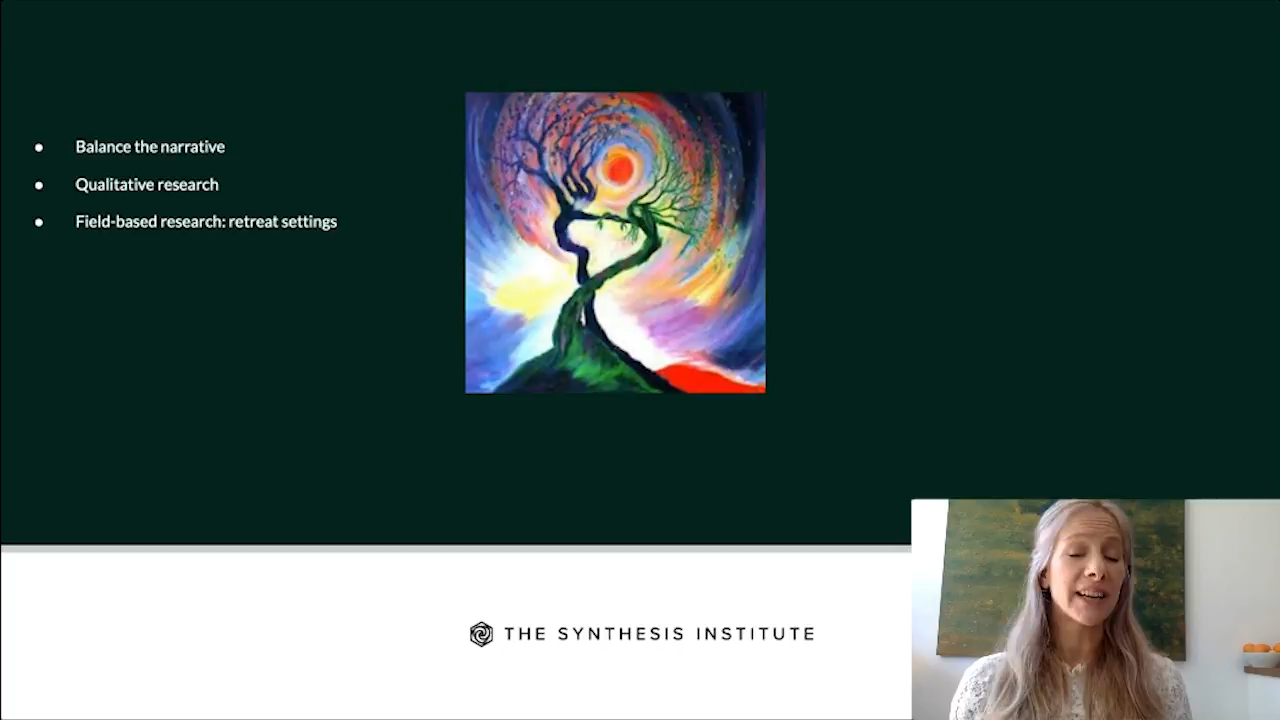 Balance the narrative
Qualitative research
Field-based research: retreat settings
THE SYNTHESIS INSTITUTE